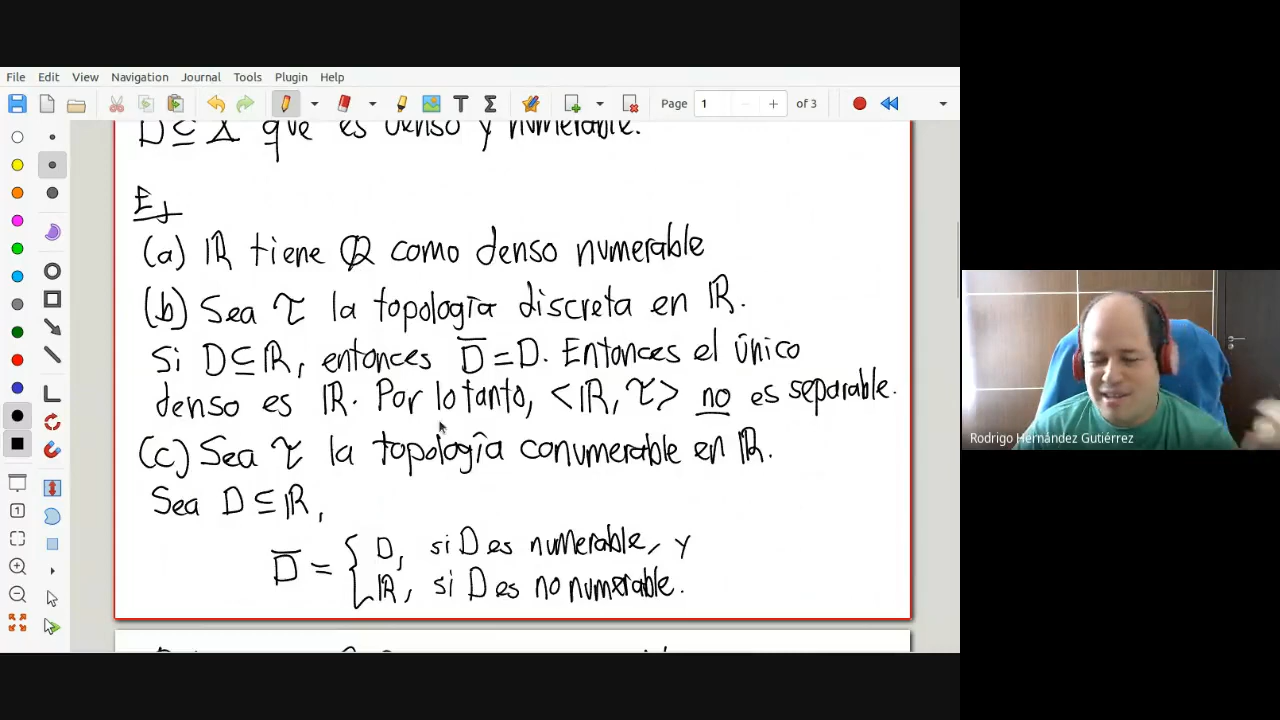 File Edit View Navigation Journal Tools Plugin Help
Page 1 of 3
D ⊆ X que es denso y numerable.
Ej
(a) ℝ tiene ℚ como denso numerable
(b) Sea τ la topología discreta en ℝ.
Si D ⊆ ℝ, entonces D̅ = D. Entonces el único
denso es ℝ. Por lo tanto, <ℝ, τ> no es separable.
(c) Sea τ la topología conumerable en ℝ.
Sea D ⊆ ℝ,
D̅ = { D, si D es numerable, y
ℝ, si D es no numerable.
Rodrigo Hernández Gutiérrez